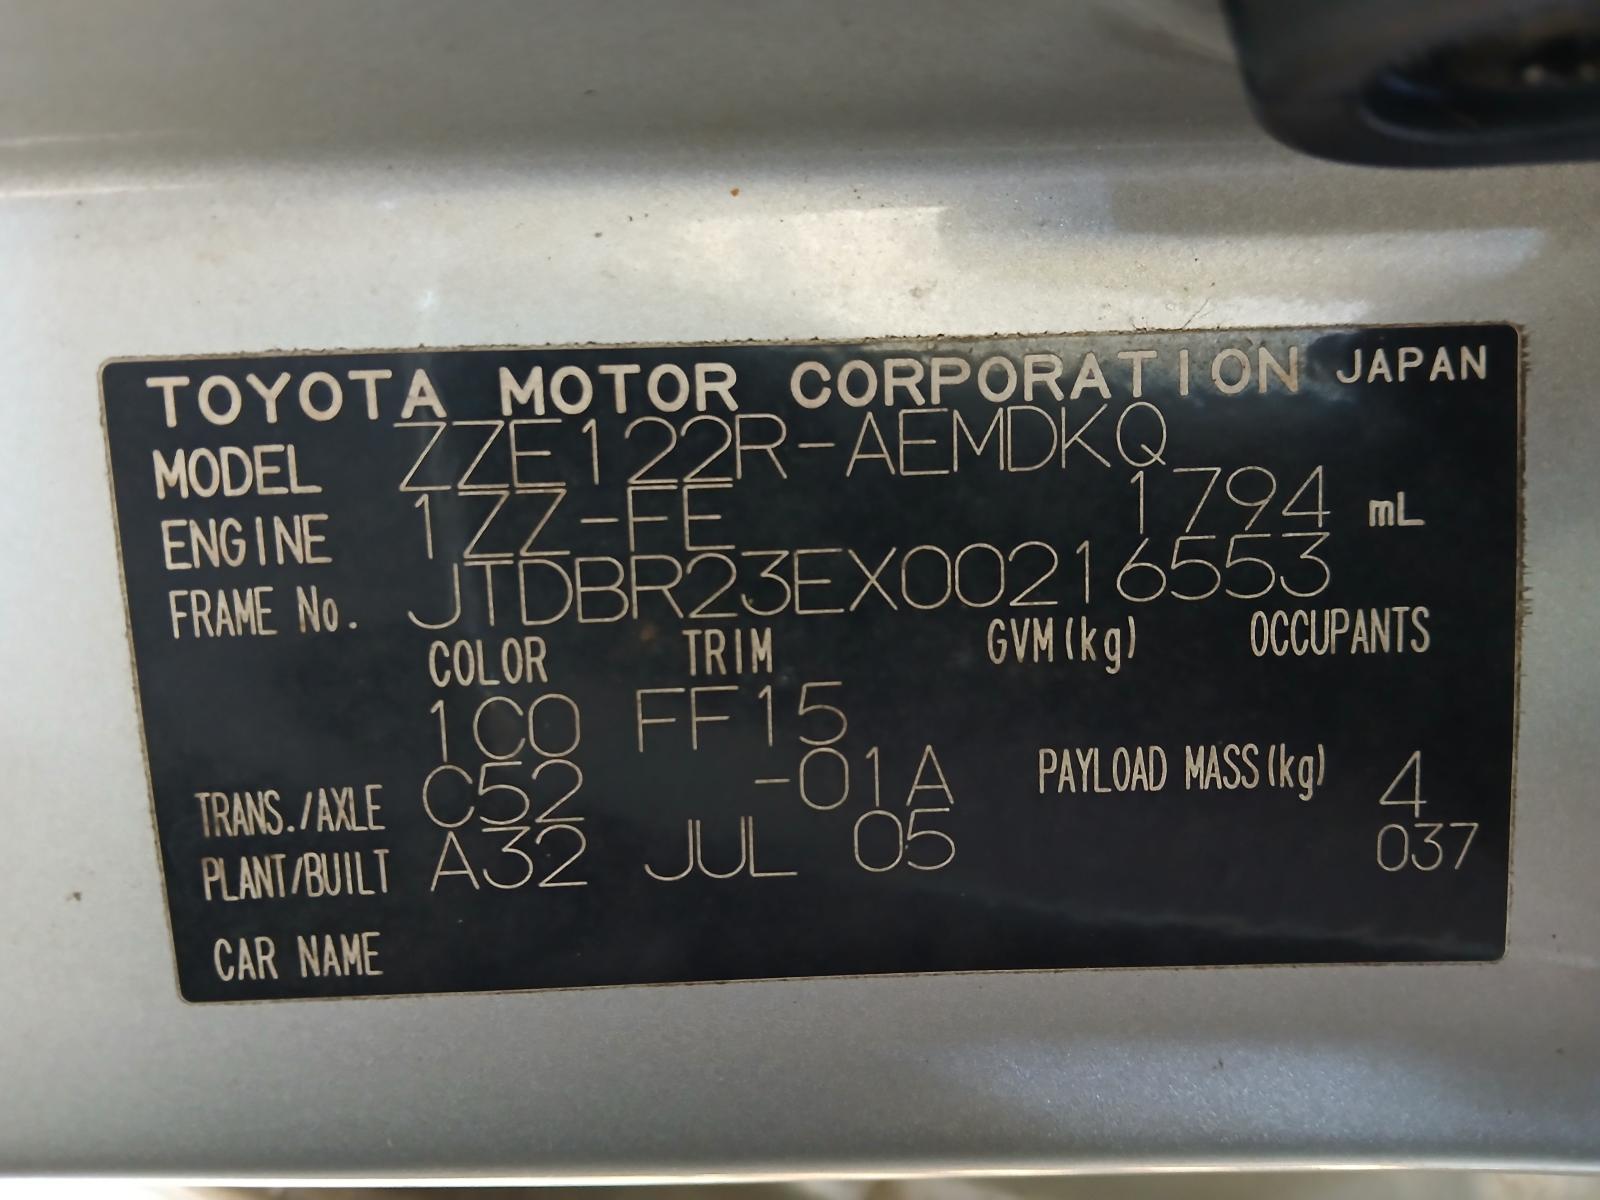 TOYOTA MOTOR CORPORATION JAPAN
MODEL ZZE122R-AEMDKQ
ENGINE 1ZZ-FE 1794 mL
FRAME No. JTDBR23EX00216553
COLOR TRIM GVM(kg) OCCUPANTS
1C0 FF15
TRANS./AXLE C52 -01A PAYLOAD MASS(kg) 4
PLANT/BUILT A32 JUL 05 037
CAR NAME